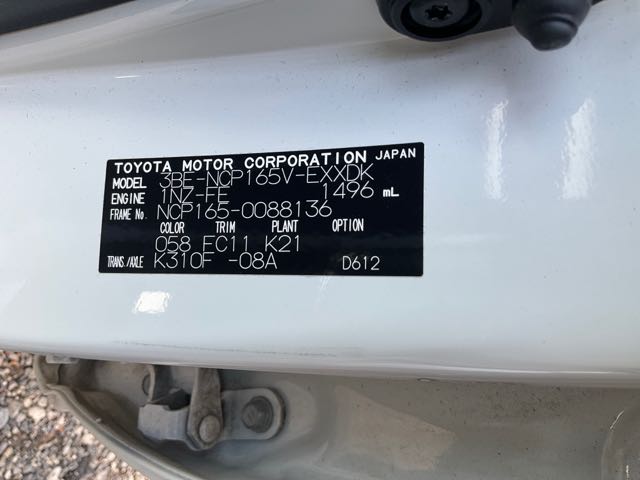 TOYOTA MOTOR CORPORATION JAPAN
MODEL 3BE-NCP165V-EXXDK
ENGINE 1NZ-FE 1496 mL
FRAME No. NCP165-0088136
COLOR TRIM PLANT OPTION
058 FC11 K21
TRANS./AXLE K310F -08A D612